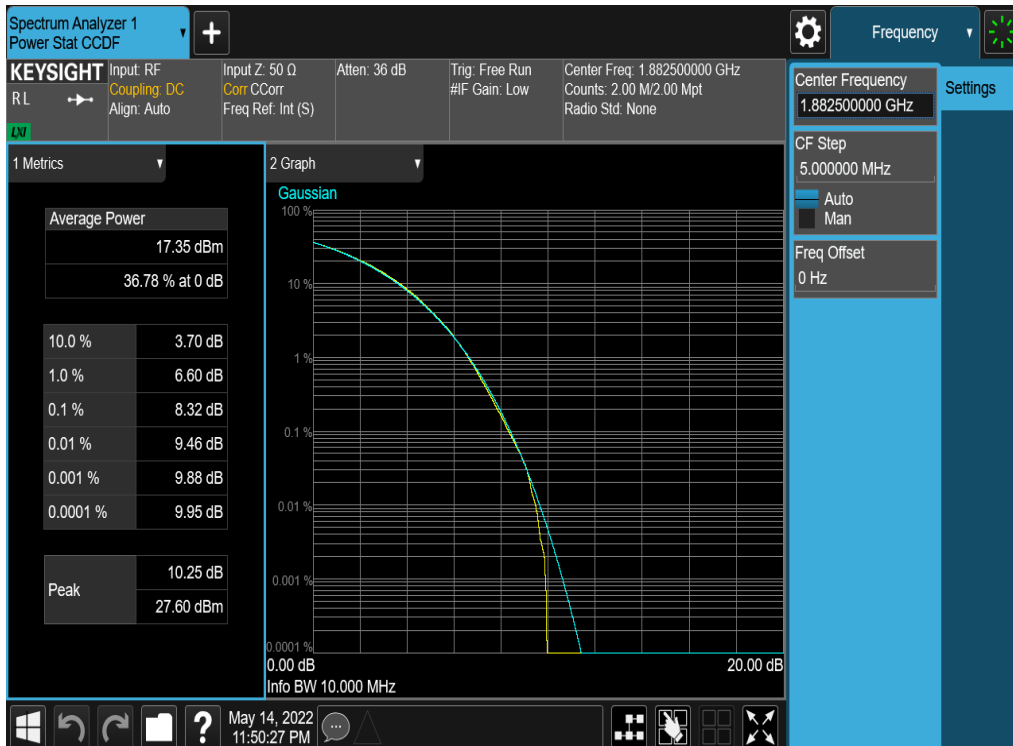 Spectrum Analyzer 1
Power Stat CCDF
+
Frequency
KEYSIGHT
R L
LXI
Input: RF
Coupling: DC
Align: Auto
Input Z: 50 Ω
Corr CCorr
Freq Ref: Int (S)
Atten: 36 dB
Trig: Free Run
#IF Gain: Low
Center Freq: 1.882500000 GHz
Counts: 2.00 M/2.00 Mpt
Radio Std: None
Center Frequency
1.882500000 GHz
Settings
CF Step
5.000000 MHz
Auto
Man
Freq Offset
0 Hz
1 Metrics
Average Power
17.35 dBm
36.78 % at 0 dB
10.0 % 3.70 dB
1.0 % 6.60 dB
0.1 % 8.32 dB
0.01 % 9.46 dB
0.001 % 9.88 dB
0.0001 % 9.95 dB
Peak
10.25 dB
27.60 dBm
2 Graph
Gaussian
100 %
10 %
1 %
0.1 %
0.01 %
0.001 %
0.0001 %
0.00 dB 20.00 dB
Info BW 10.000 MHz
?
May 14, 2022
11:50:27 PM